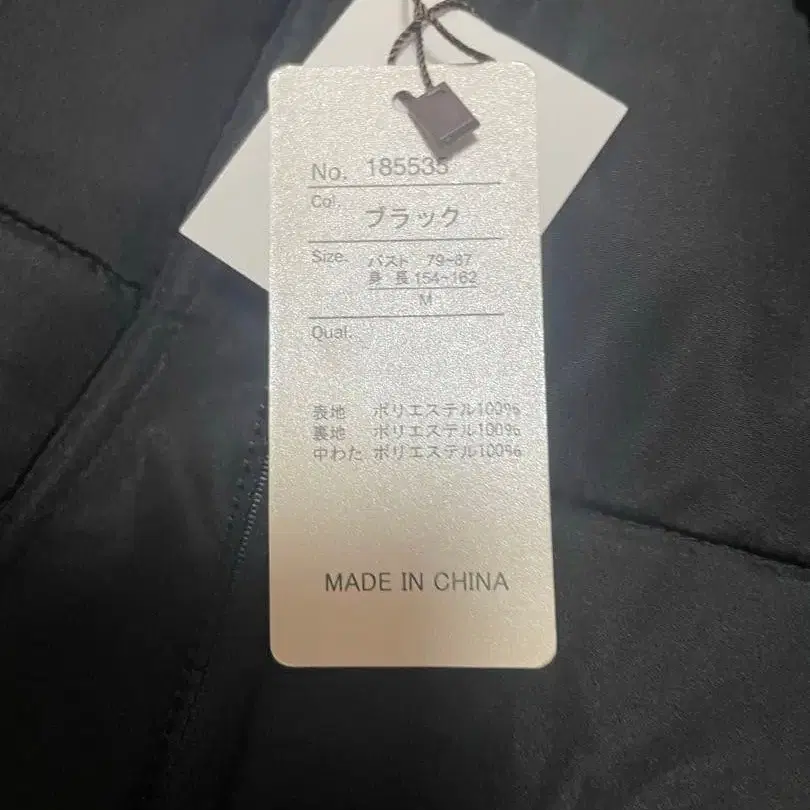 No. 185535
Col.
ブラック
Size. バスト 79~87
身 長 154~162
M
Qual.
表地 ポリエステル100%
裏地 ポリエステル100%
中わた ポリエステル100%
MADE IN CHINA